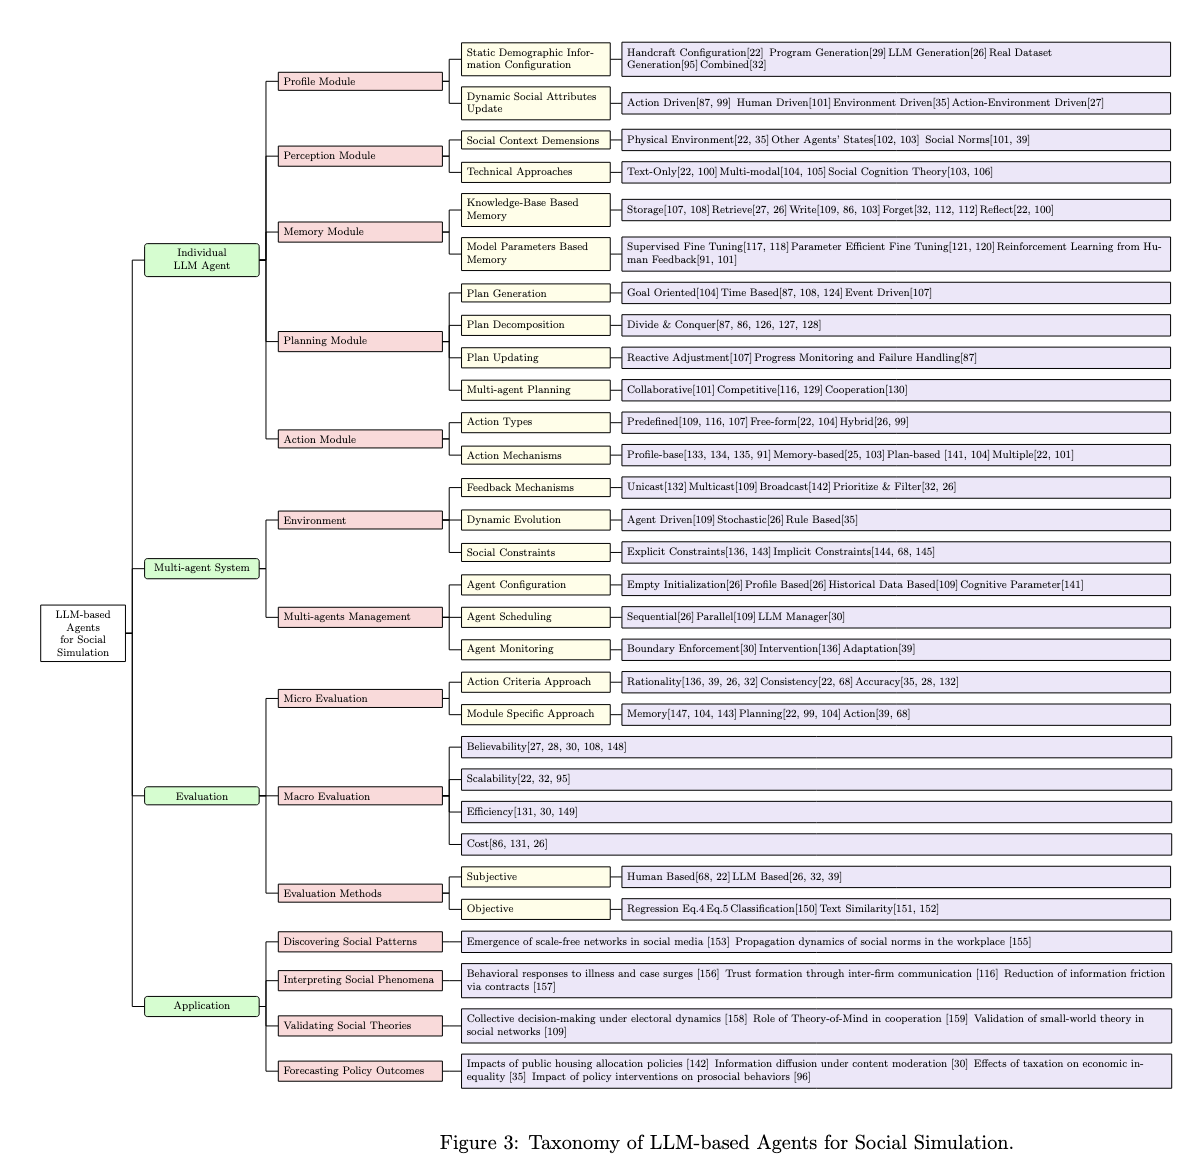 LLM-based
Agents
for Social
Simulation
Individual
LLM Agent
Profile Module
Static Demographic Infor-
mation Configuration
Handcraft Configuration[22] Program Generation[29] LLM Generation[26] Real Dataset
Generation[95] Combined[32]
Dynamic Social Attributes
Update
Action Driven[87, 99] Human Driven[101] Environment Driven[35] Action-Environment Driven[27]
Perception Module
Social Context Demensions
Physical Environment[22, 35] Other Agents' States[102, 103] Social Norms[101, 39]
Technical Approaches
Text-Only[22, 100] Multi-modal[104, 105] Social Cognition Theory[103, 106]
Memory Module
Knowledge-Base Based
Memory
Storage[107, 108] Retrieve[27, 26] Write[109, 86, 103] Forget[32, 112, 112] Reflect[22, 100]
Model Parameters Based
Memory
Supervised Fine Tuning[117, 118] Parameter Efficient Fine Tuning[121, 120] Reinforcement Learning from Hu-
man Feedback[91, 101]
Planning Module
Plan Generation
Goal Oriented[104] Time Based[87, 108, 124] Event Driven[107]
Plan Decomposition
Divide & Conquer[87, 86, 126, 127, 128]
Plan Updating
Reactive Adjustment[107] Progress Monitoring and Failure Handling[87]
Multi-agent Planning
Collaborative[101] Competitive[116, 129] Cooperation[130]
Action Module
Action Types
Predefined[109, 116, 107] Free-form[22, 104] Hybrid[26, 99]
Action Mechanisms
Profile-base[133, 134, 135, 91] Memory-based[25, 103] Plan-based [141, 104] Multiple[22, 101]
Multi-agent System
Environment
Feedback Mechanisms
Unicast[132] Multicast[109] Broadcast[142] Prioritize & Filter[32, 26]
Dynamic Evolution
Agent Driven[109] Stochastic[26] Rule Based[35]
Social Constraints
Explicit Constraints[136, 143] Implicit Constraints[144, 68, 145]
Multi-agents Management
Agent Configuration
Empty Initialization[26] Profile Based[26] Historical Data Based[109] Cognitive Parameter[141]
Agent Scheduling
Sequential[26] Parallel[109] LLM Manager[30]
Agent Monitoring
Boundary Enforcement[30] Intervention[136] Adaptation[39]
Evaluation
Micro Evaluation
Action Criteria Approach
Rationality[136, 39, 26, 32] Consistency[22, 68] Accuracy[35, 28, 132]
Module Specific Approach
Memory[147, 104, 143] Planning[22, 99, 104] Action[39, 68]
Macro Evaluation
Believability[27, 28, 30, 108, 148]
Scalability[22, 32, 95]
Efficiency[131, 30, 149]
Cost[86, 131, 26]
Evaluation Methods
Subjective
Human Based[68, 22] LLM Based[26, 32, 39]
Objective
Regression Eq.4 Eq.5 Classification[150] Text Similarity[151, 152]
Application
Discovering Social Patterns
Emergence of scale-free networks in social media [153] Propagation dynamics of social norms in the workplace [155]
Interpreting Social Phenomena
Behavioral responses to illness and case surges [156] Trust formation through inter-firm communication [116] Reduction of information friction
via contracts [157]
Validating Social Theories
Collective decision-making under electoral dynamics [158] Role of Theory-of-Mind in cooperation [159] Validation of small-world theory in
social networks [109]
Forecasting Policy Outcomes
Impacts of public housing allocation policies [142] Information diffusion under content moderation [30] Effects of taxation on economic in-
equality [35] Impact of policy interventions on prosocial behaviors [96]
Figure 3: Taxonomy of LLM-based Agents for Social Simulation.